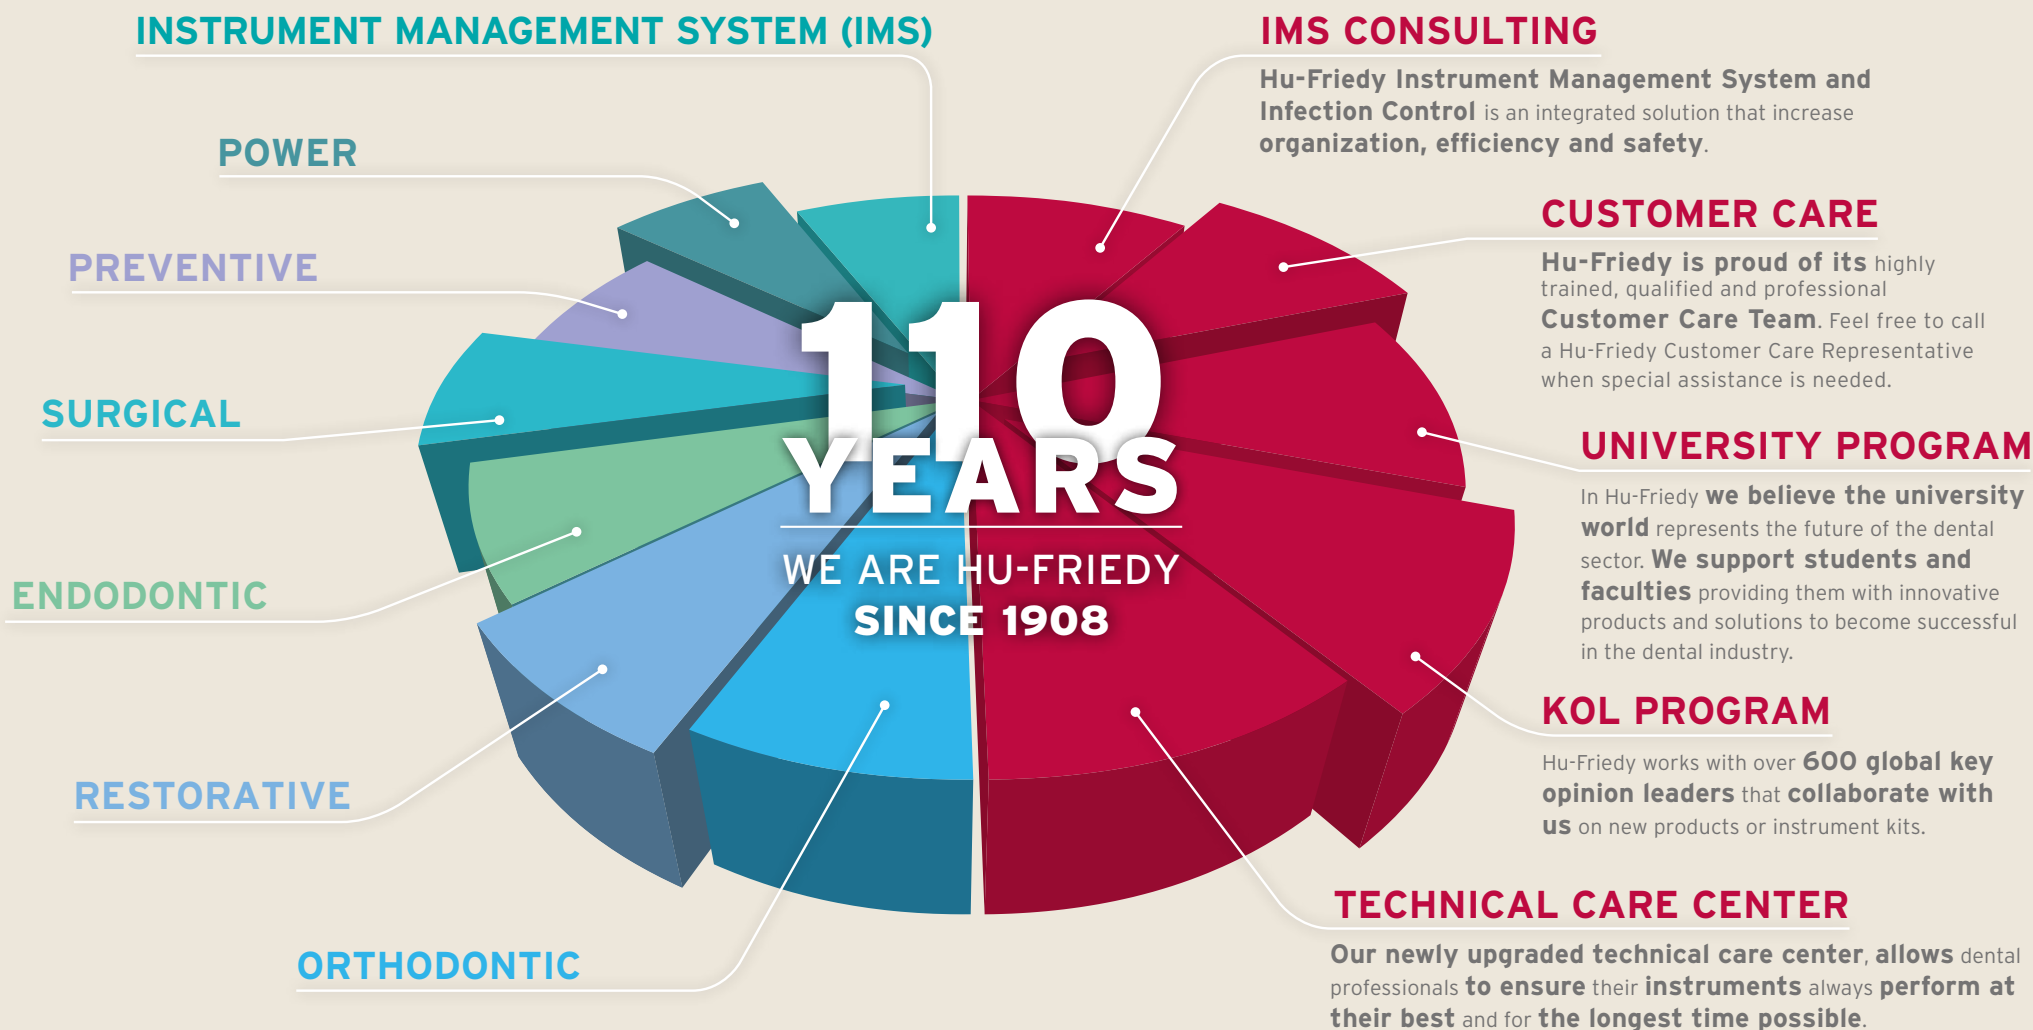 INSTRUMENT MANAGEMENT SYSTEM (IMS)
POWER
PREVENTIVE
SURGICAL
ENDODONTIC
RESTORATIVE
ORTHODONTIC
110
YEARS
WE ARE HU-FRIEDY
SINCE 1908
IMS CONSULTING
Hu-Friedy Instrument Management System and
Infection Control is an integrated solution that increase
organization, efficiency and safety.
CUSTOMER CARE
Hu-Friedy is proud of its highly
trained, qualified and professional
Customer Care Team. Feel free to call
a Hu-Friedy Customer Care Representative
when special assistance is needed.
UNIVERSITY PROGRAM
In Hu-Friedy we believe the university
world represents the future of the dental
sector. We support students and
faculties providing them with innovative
products and solutions to become successful
in the dental industry.
KOL PROGRAM
Hu-Friedy works with over 600 global key
opinion leaders that collaborate with
us on new products or instrument kits.
TECHNICAL CARE CENTER
Our newly upgraded technical care center, allows dental
professionals to ensure their instruments always perform at
their best and for the longest time possible.